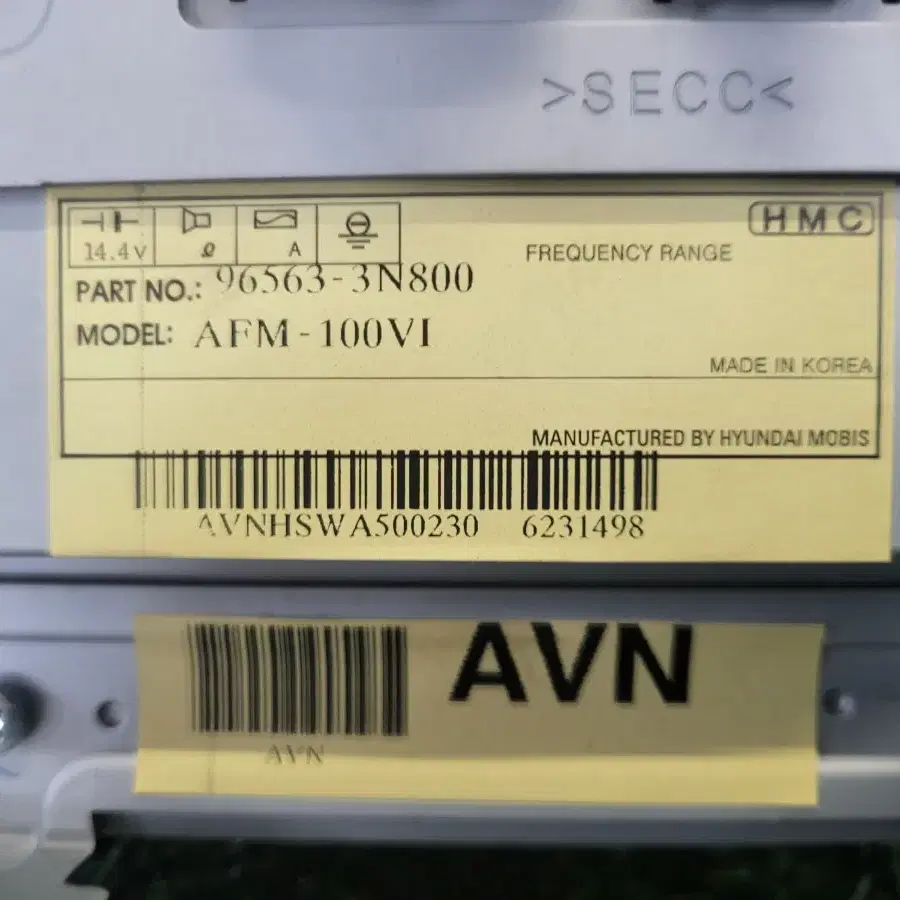 >SECC<
HMC
14.4V Ω A
FREQUENCY RANGE
PART NO.: 96563-3N800
MODEL: AFM-100VI
MADE IN KOREA
MANUFACTURED BY HYUNDAI MOBIS
AVNHSWA500230 6231498
AVN
AVN